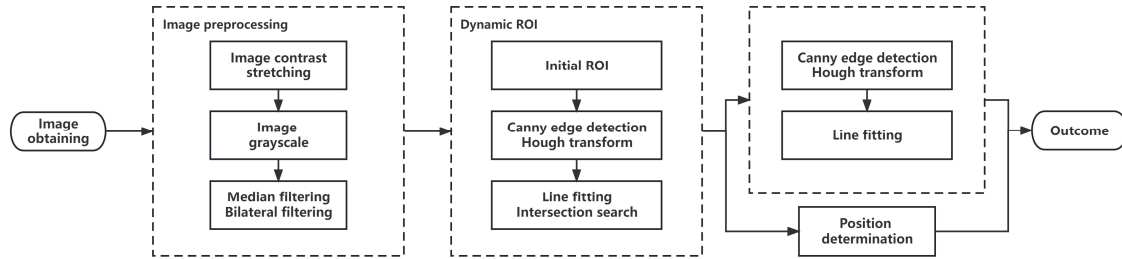 Image
obtaining
Image preprocessing
Image contrast
stretching
Image
grayscale
Median filtering
Bilateral filtering
Dynamic ROI
Initial ROI
Canny edge detection
Hough transform
Line fitting
Intersection search
Canny edge detection
Hough transform
Line fitting
Position
determination
Outcome